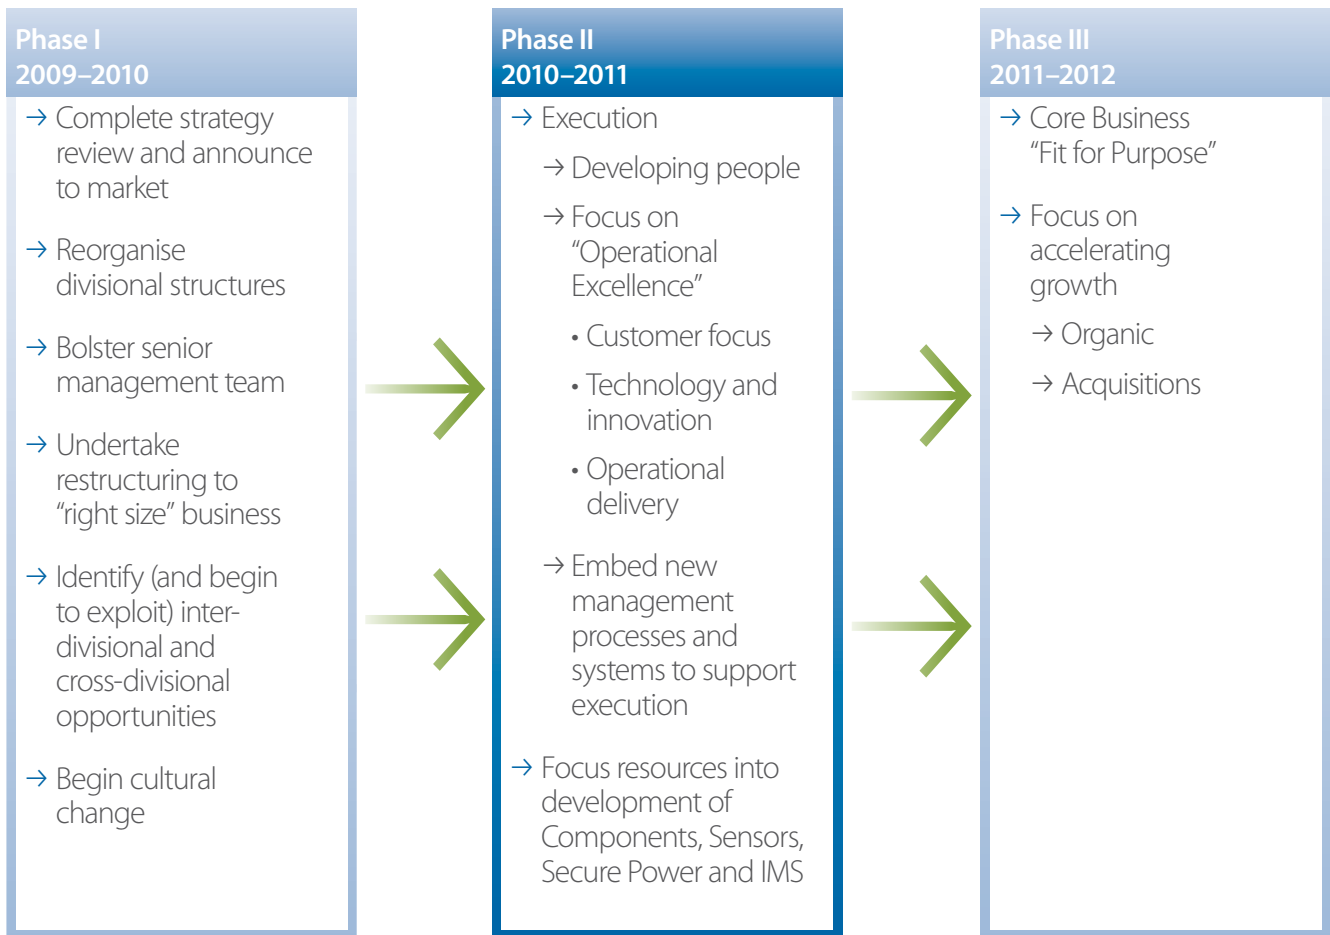 Phase I
2009–2010
→ Complete strategy
review and announce
to market
→ Reorganise
divisional structures
→ Bolster senior
management team
→ Undertake
restructuring to
“right size” business
→ Identify (and begin
to exploit) inter-
divisional and
cross-divisional
opportunities
→ Begin cultural
change
Phase II
2010–2011
→ Execution
→ Developing people
→ Focus on
“Operational
Excellence”
• Customer focus
• Technology and
innovation
• Operational
delivery
→ Embed new
management
processes and
systems to support
execution
→ Focus resources into
development of
Components, Sensors,
Secure Power and IMS
Phase III
2011–2012
→ Core Business
“Fit for Purpose”
→ Focus on
accelerating
growth
→ Organic
→ Acquisitions